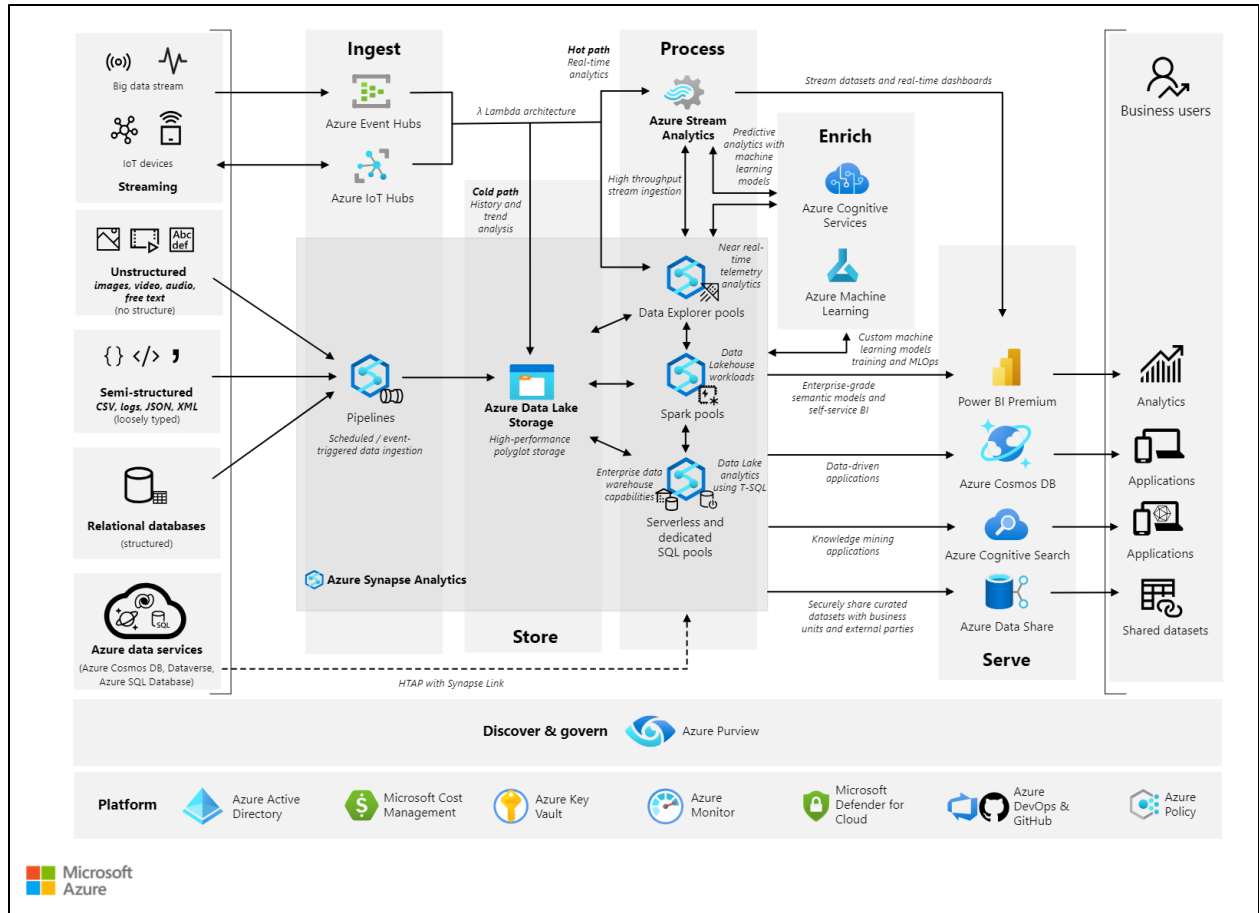 Big data stream
IoT devices
Streaming
Abc
def
Unstructured
images, video, audio,
free text
(no structure)
{ } </> ,
Semi-structured
CSV, logs, JSON, XML
(loosely typed)
Relational databases
(structured)
SQL
Azure data services
(Azure Cosmos DB, Dataverse,
Azure SQL Database)
Ingest
Azure Event Hubs
Azure IoT Hubs
λ Lambda architecture
Pipelines
Scheduled / event-
triggered data ingestion
Azure Synapse Analytics
Cold path
History and
trend
analysis
Azure Data Lake
Storage
High-performance
polyglot storage
Store
HTAP with Synapse Link
Hot path
Real-time
analytics
Process
Azure Stream
Analytics
High throughput
stream ingestion
Predictive
analytics with
machine
learning
models
Near real-
time
telemetry
analytics
Data Explorer pools
Data
Lakehouse
workloads
Spark pools
Enterprise data
warehouse
capabilities
Data Lake
analytics
using T-SQL
Serverless and
dedicated
SQL pools
Stream datasets and real-time dashboards
Enrich
Azure Cognitive
Services
Azure Machine
Learning
Custom machine
learning models
training and MLOps
Enterprise-grade
semantic models and
self-service BI
Data-driven
applications
Knowledge mining
applications
Securely share curated
datasets with business
units and external parties
Power BI Premium
Azure Cosmos DB
Azure Cognitive Search
Azure Data Share
Serve
Business users
Analytics
Applications
Applications
Shared datasets
Discover & govern
Azure Purview
Platform
Azure Active
Directory
$
Microsoft Cost
Management
Azure Key
Vault
Azure
Monitor
Microsoft
Defender for
Cloud
Azure
DevOps &
GitHub
Azure
Policy
Microsoft
Azure